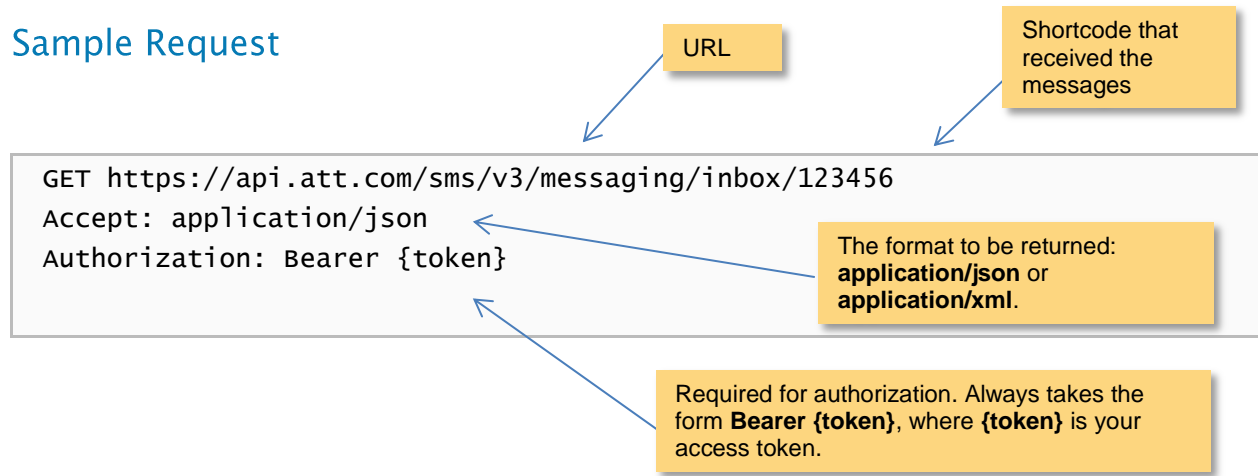 Sample Request
URL
Shortcode that
received the
messages
GET https://api.att.com/sms/v3/messaging/inbox/123456
Accept: application/json
Authorization: Bearer {token}
The format to be returned:
application/json or
application/xml.
Required for authorization. Always takes the
form Bearer {token}, where {token} is your
access token.